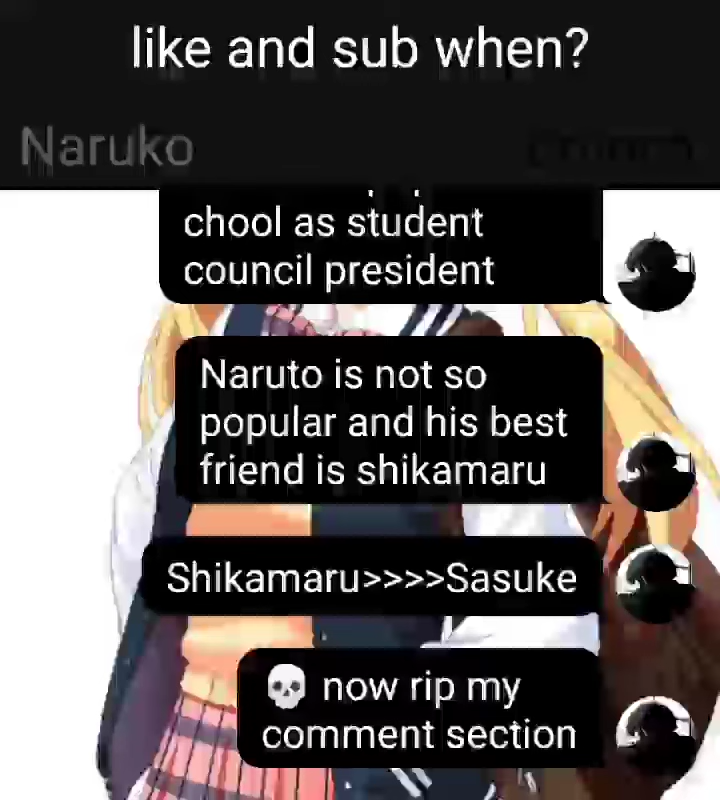 like and sub when?
Naruko
chool as student
council president
Naruto is not so
popular and his best
friend is shikamaru
Shikamaru>>>>Sasuke
💀 now rip my
comment section